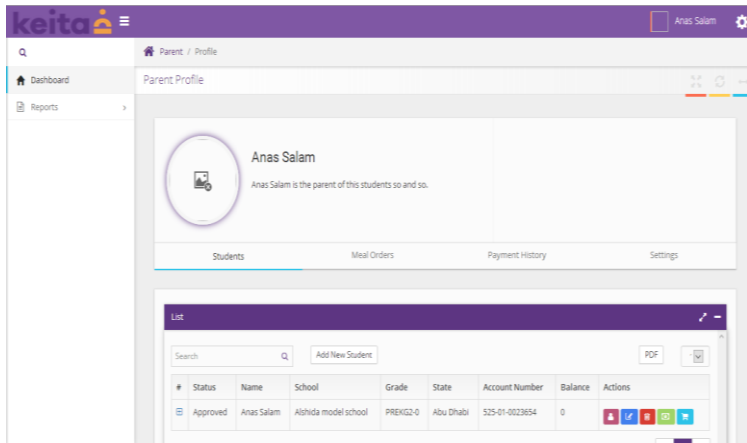 keita
Anas Salam
Parent / Profile
Dashboard
Parent Profile
Reports
Anas Salam
Anas Salam is the parent of this students so and so.
Students Meal Orders Payment History Settings
List
Search Add New Student PDF
# Status Name School Grade State Account Number Balance Actions
Approved Anas Salam Alshida model school PREKG2-0 Abu Dhabi 525-01-0023654 0